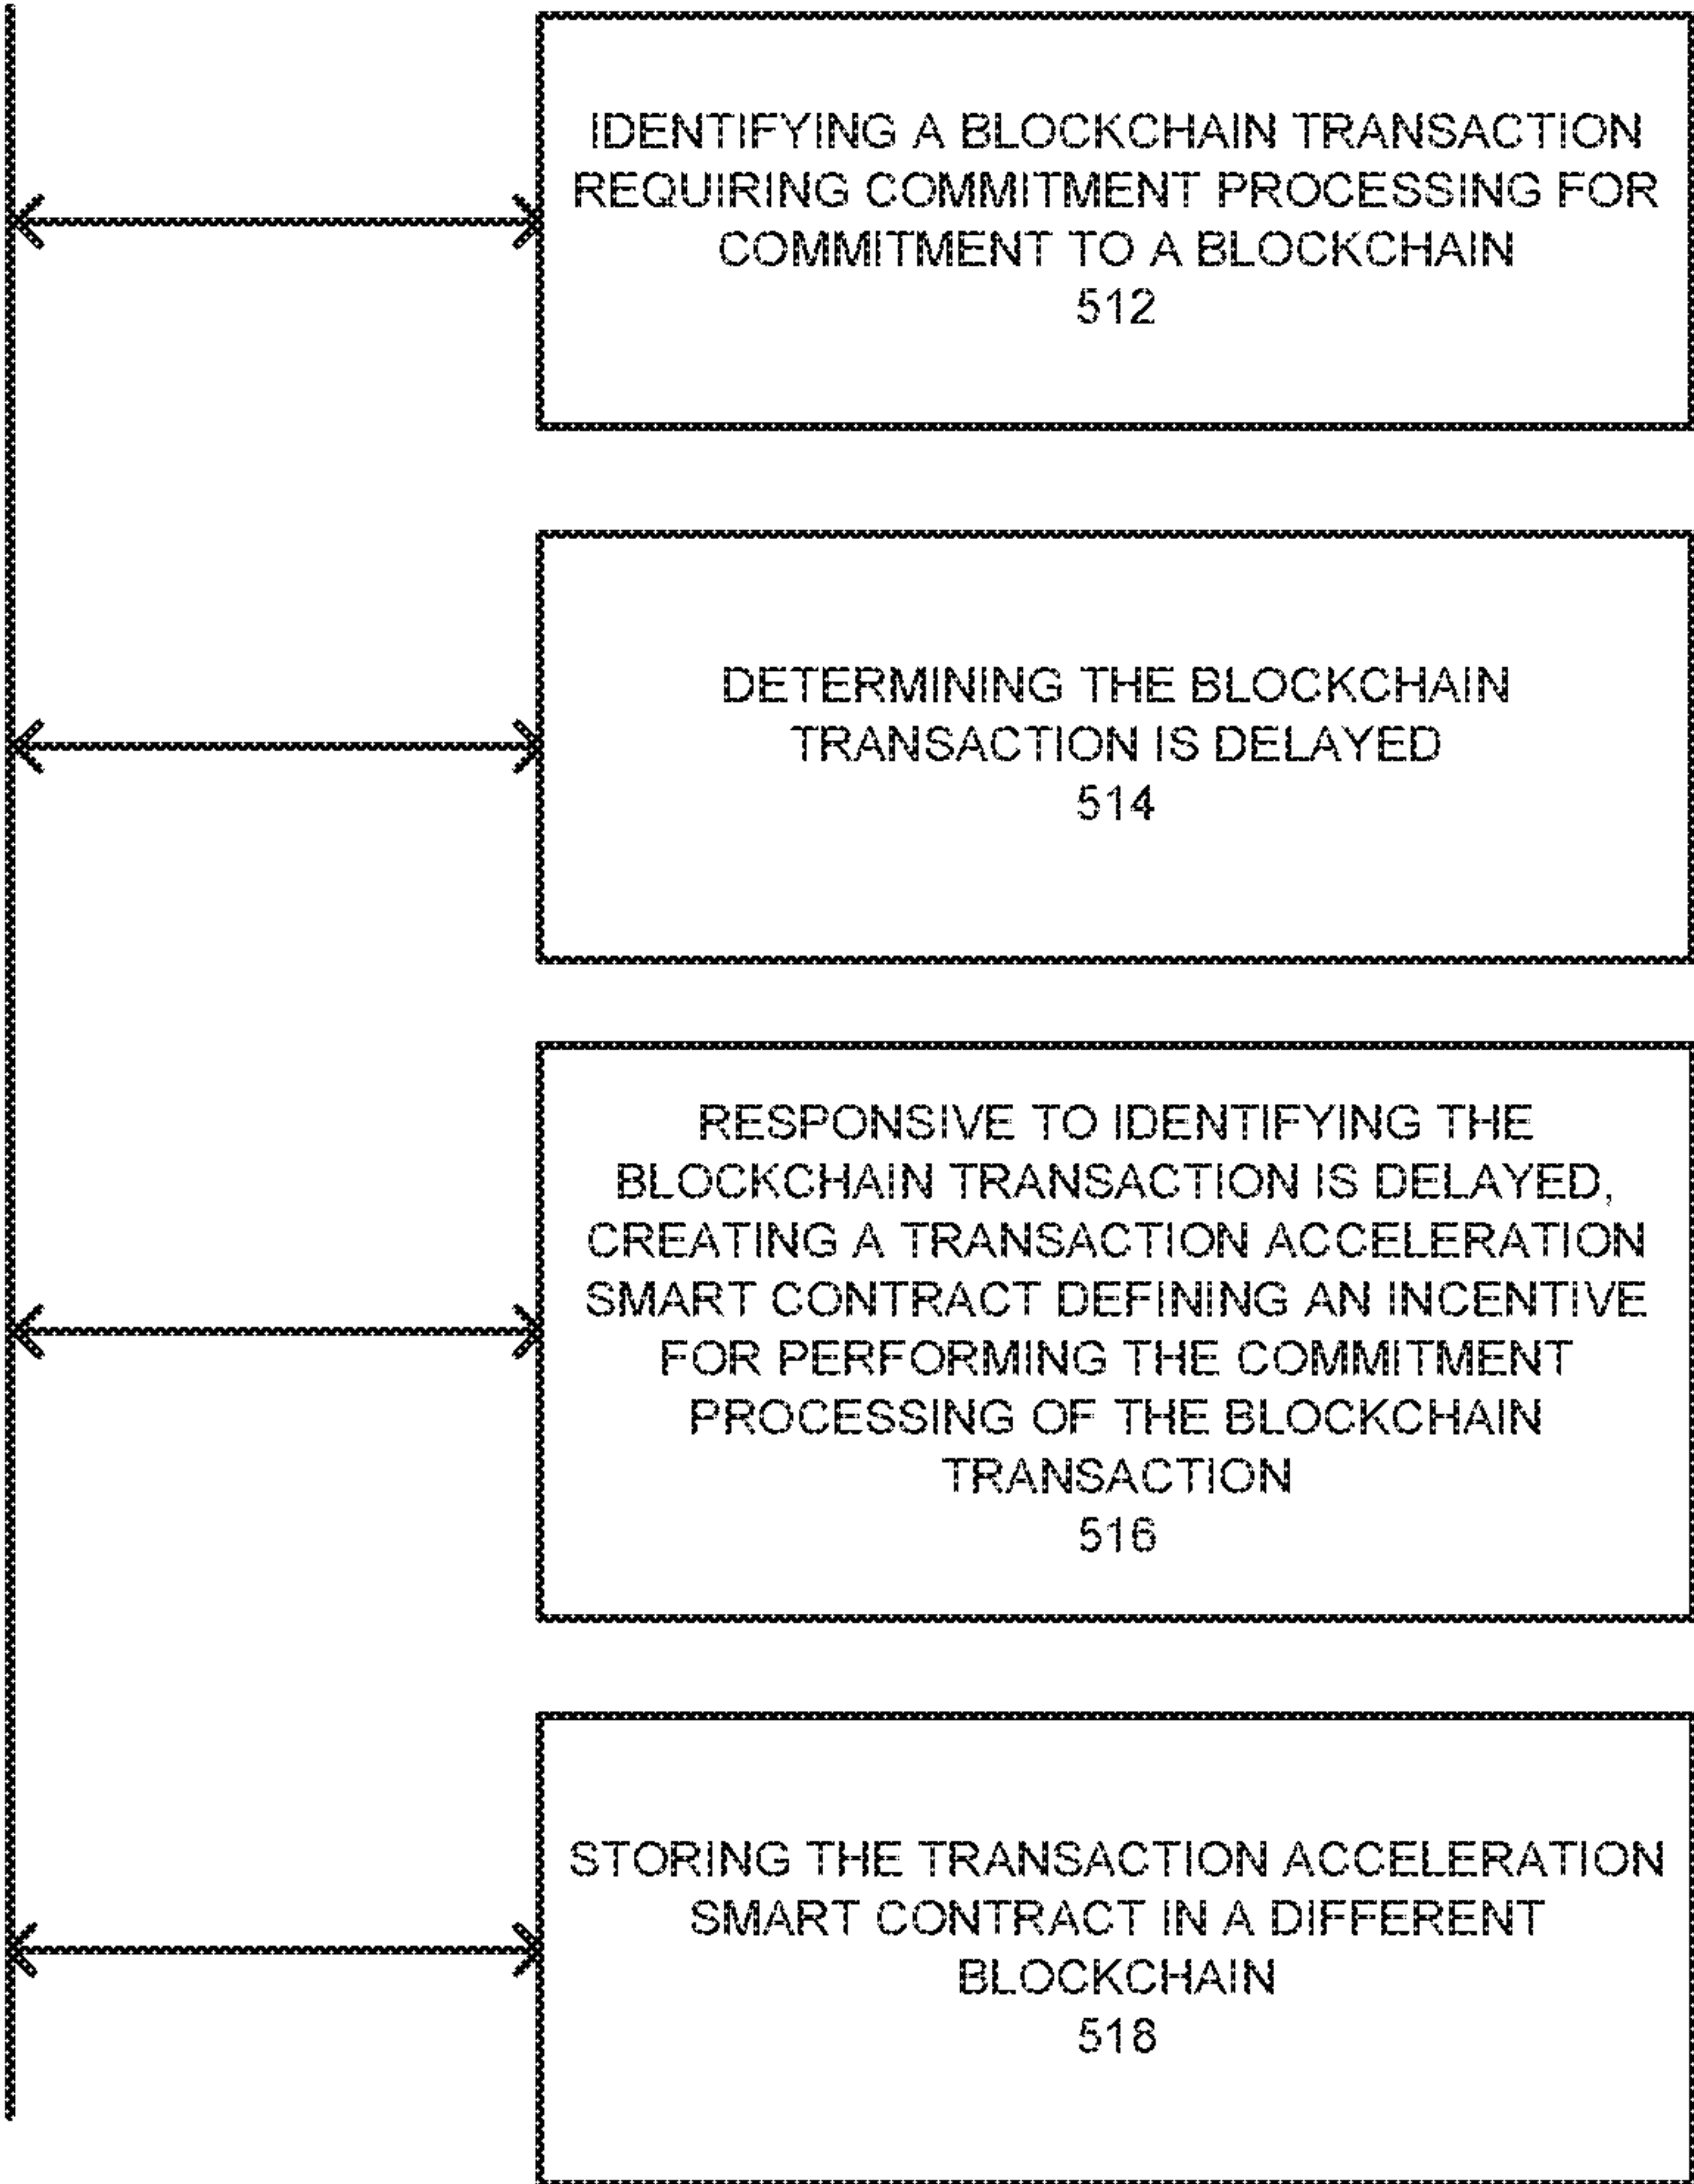 IDENTIFYING A BLOCKCHAIN TRANSACTION
REQUIRING COMMITMENT PROCESSING FOR
COMMITMENT TO A BLOCKCHAIN
512
DETERMINING THE BLOCKCHAIN
TRANSACTION IS DELAYED
514
RESPONSIVE TO IDENTIFYING THE
BLOCKCHAIN TRANSACTION IS DELAYED,
CREATING A TRANSACTION ACCELERATION
SMART CONTRACT DEFINING AN INCENTIVE
FOR PERFORMING THE COMMITMENT
PROCESSING OF THE BLOCKCHAIN
TRANSACTION
516
STORING THE TRANSACTION ACCELERATION
SMART CONTRACT IN A DIFFERENT
BLOCKCHAIN
518